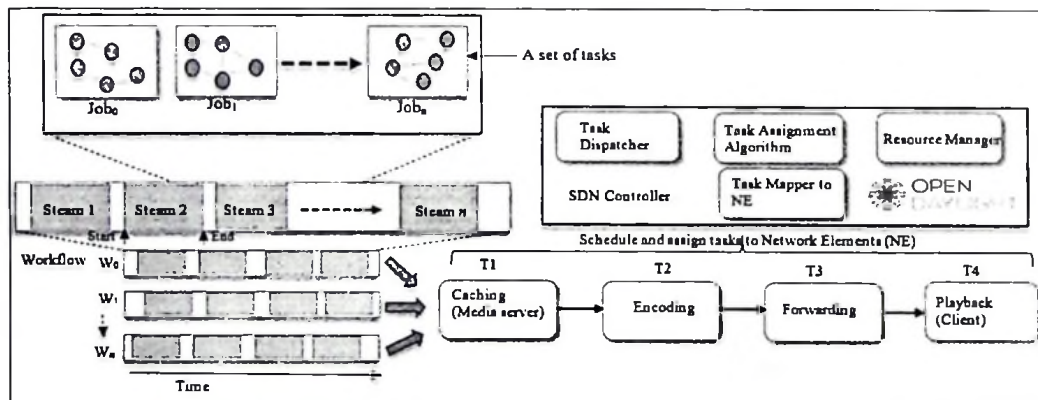 A set of tasks
Job₀
Job₁
Jobₙ
Task Dispatcher
Task Assignment Algorithm
Resource Manager
SDN Controller
Task Mapper to NE
OPEN
DAYLIGHT
Steam 1
Steam 2
Steam 3
Steam n
Start
End
Schedule and assign tasks to Network Elements (NE)
Workflow
W₀
W₁
Wₙ
Time
T1
T2
T3
T4
Caching (Media server)
Encoding
Forwarding
Playback (Client)